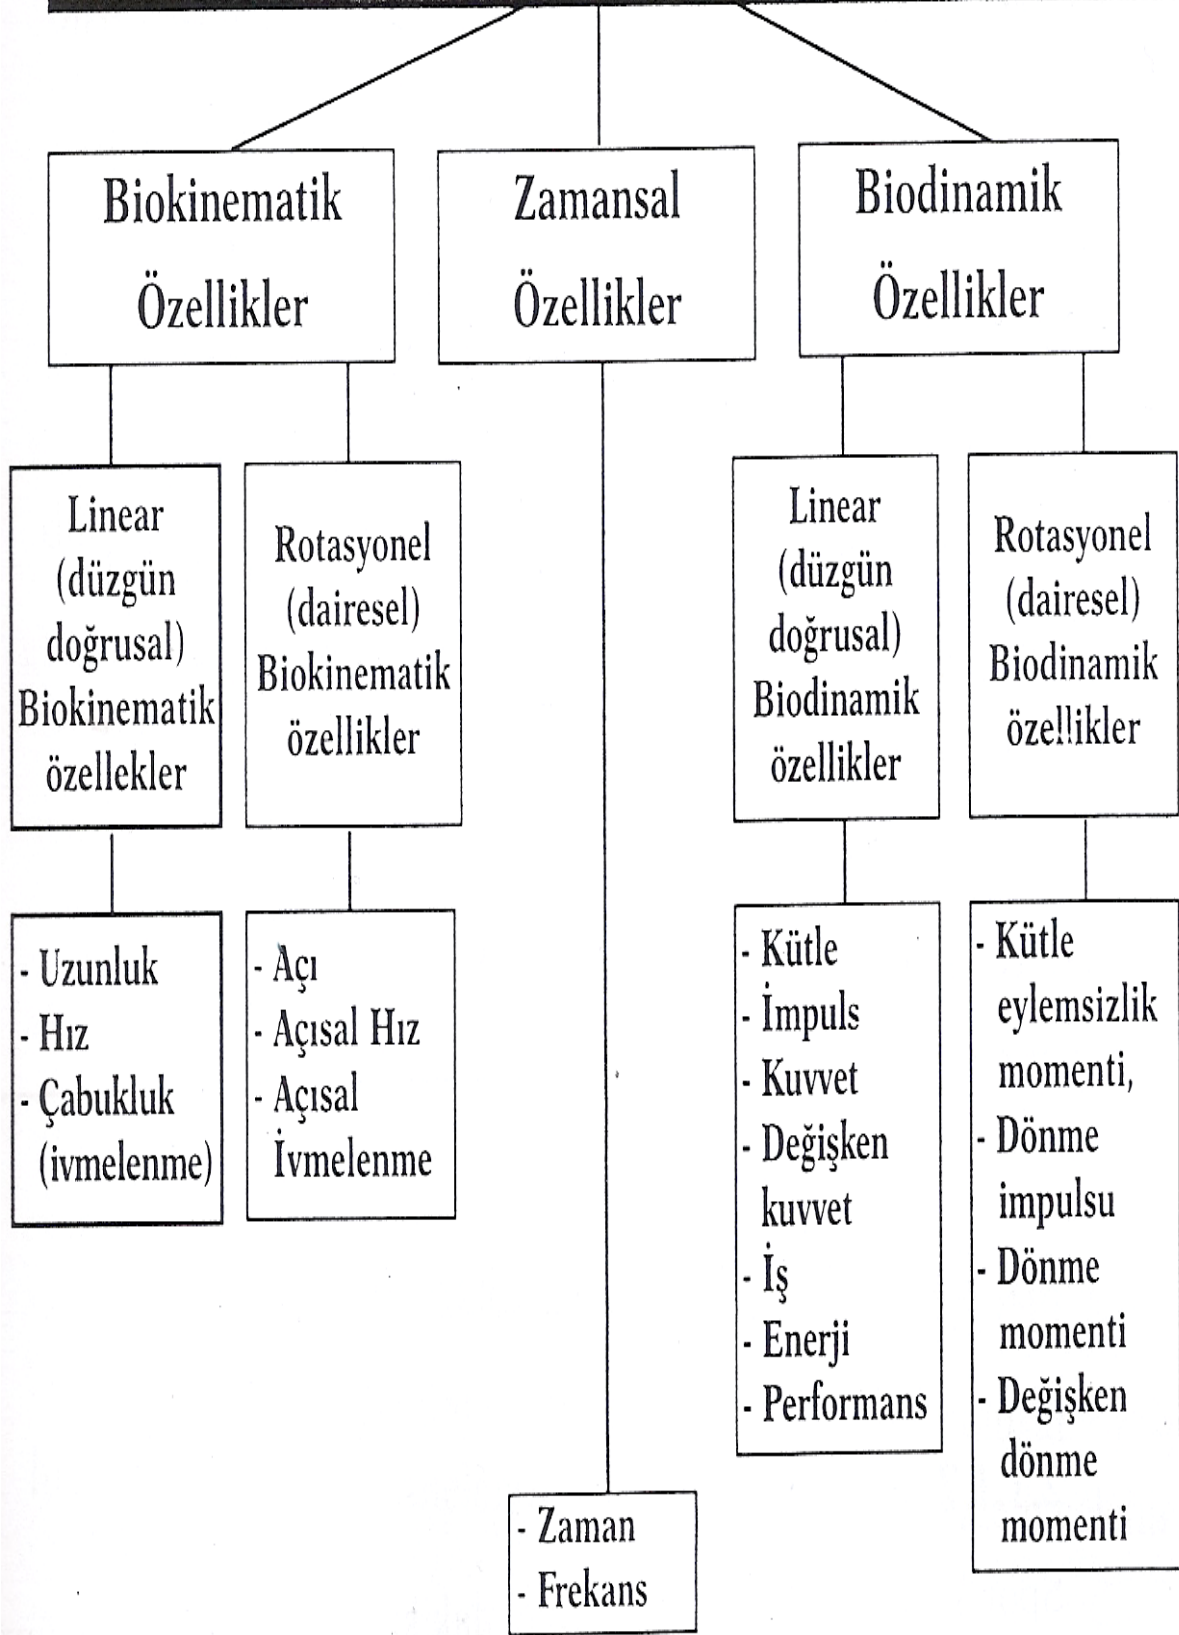 Biokinematik
Özellikler
Zamansal
Özellikler
Biodinamik
Özellikler
Linear
(düzgün
doğrusal)
Biokinematik
özellekler
Rotasyonel
(dairesel)
Biokinematik
özellikler
Linear
(düzgün
doğrusal)
Biodinamik
özellikler
Rotasyonel
(dairesel)
Biodinamik
özellikler
- Uzunluk
- Hız
- Çabukluk
(ivmelenme)
- Açı
- Açısal Hız
- Açısal
İvmelenme
- Kütle
- İmpuls
- Kuvvet
- Değişken
kuvvet
- İş
- Enerji
- Performans
- Kütle
eylemsizlik
momenti,
- Dönme
impulsu
- Dönme
momenti
- Değişken
dönme
momenti
- Zaman
- Frekans